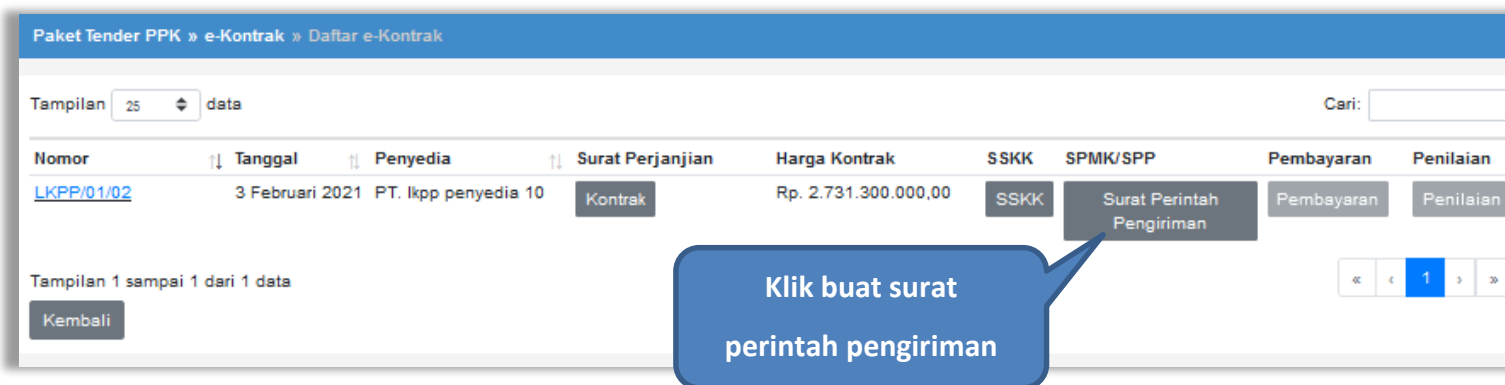 Paket Tender PPK » e-Kontrak » Daftar e-Kontrak
Tampilan 25 data Cari:
Nomor Tanggal Penyedia Surat Perjanjian Harga Kontrak SSKK SPMK/SPP Pembayaran Penilaian
LKPP/01/02 3 Februari 2021 PT. lkpp penyedia 10 Kontrak Rp. 2.731.300.000,00 SSKK Surat Perintah Pembayaran Penilaian
Pengiriman
Tampilan 1 sampai 1 dari 1 data « ‹ 1 › »
Kembali
Klik buat surat
perintah pengiriman